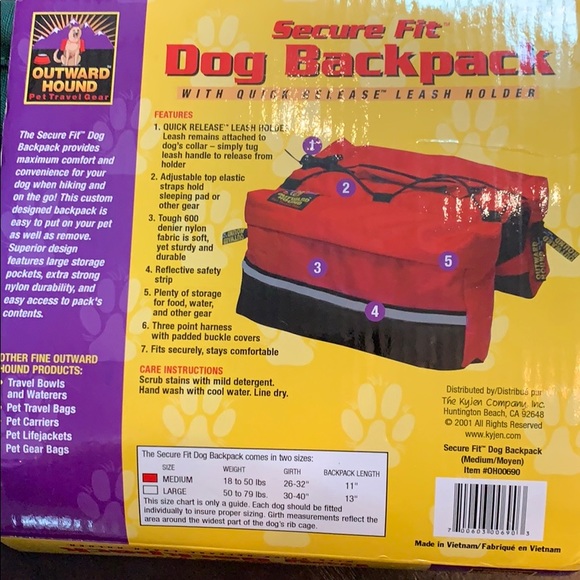 OUTWARD
HOUND™
Pet Travel Gear
Secure Fit™
Dog Backpack
WITH QUICK RELEASE™ LEASH HOLDER
The Secure Fit™ Dog
Backpack provides
maximum comfort and
convenience for your
dog when hiking and
on the go! This custom
designed backpack is
easy to put on your pet
as well as remove.
Superior design
features large storage
pockets, extra strong
nylon durability, and
easy access to pack's
contents.
OTHER FINE OUTWARD
HOUND PRODUCTS:
Travel Bowls
and Waterers
Pet Travel Bags
Pet Carriers
Pet Lifejackets
Pet Gear Bags
FEATURES
1. QUICK RELEASE™ LEASH HOLDE
Leash remains attached to
dog's collar – simply tug
leash handle to release from
holder
2. Adjustable top elastic
straps hold
sleeping pad or
other gear
3. Tough 600
denier nylon
fabric is soft,
yet sturdy and
durable
4. Reflective safety
strip
5. Plenty of storage
for food, water,
and other gear
6. Three point harness
with padded buckle covers
7. Fits securely, stays comfortable
CARE INSTRUCTIONS
Scrub stains with mild detergent.
Hand wash with cool water. Line dry.
1
2
3
4
5
OUTWARD
HOUND
The Secure Fit Dog Backpack comes in two sizes:
SIZE WEIGHT GIRTH BACKPACK LENGTH
MEDIUM 18 to 50 lbs 26-32" 11"
LARGE 50 to 79 lbs. 30-40" 13"
This size chart is only a guide. Each dog should be fitted
individually to insure proper sizing. Girth measurements reflect the
area around the widest part of the dog's rib cage.
Distributed by/Distribué par
The Kyjen Company, Inc.
Huntington Beach, CA 92648
© 2001 All Rights Reserved
www.kyjen.com
Secure Fit™ Dog Backpack
(Medium/Moyen)
Item #OH00690
7 00603 00690 3
Made in Vietnam/Fabriqué en Vietnam